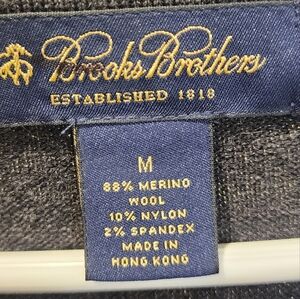 Brooks Brothers
ESTABLISHED 1818
M
88% MERINO
WOOL
10% NYLON
2% SPANDEX
MADE IN
HONG KONG